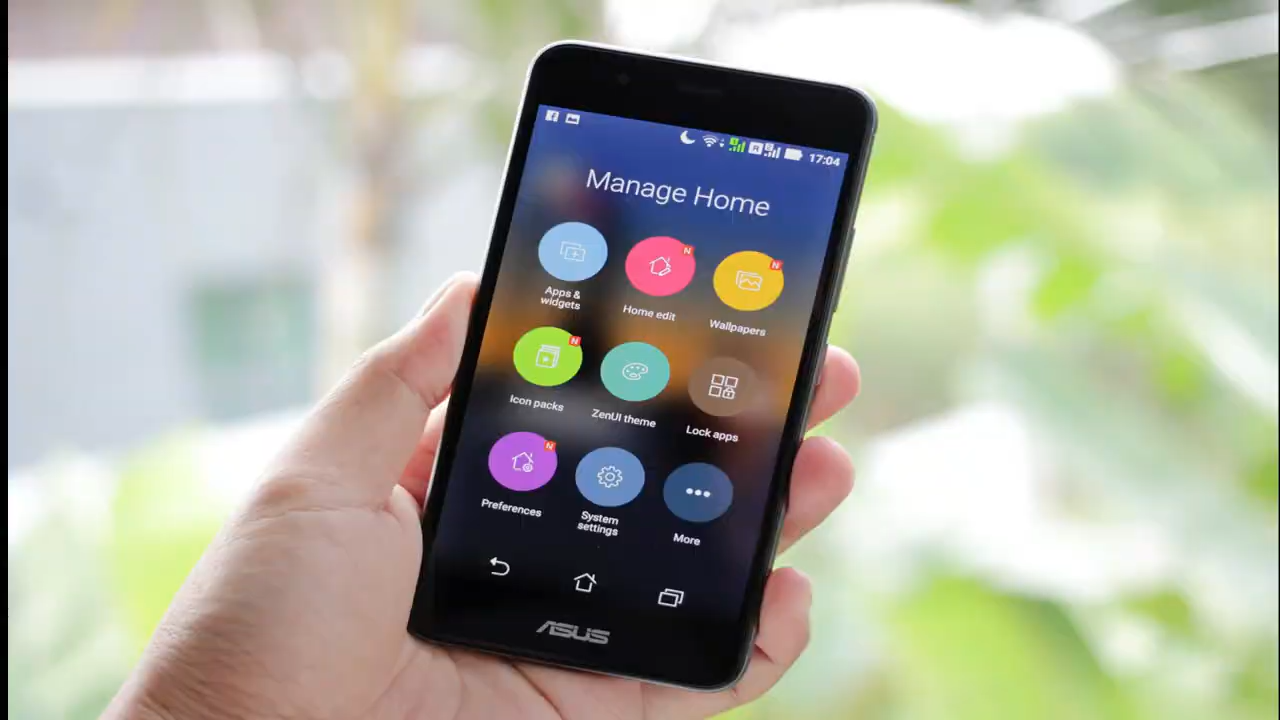 17:04
Manage Home
N
N
Apps &
widgets
Home edit
Wallpapers
N
Icon packs
ZenUI theme
Lock apps
N
Preferences
System
settings
More
ASUS